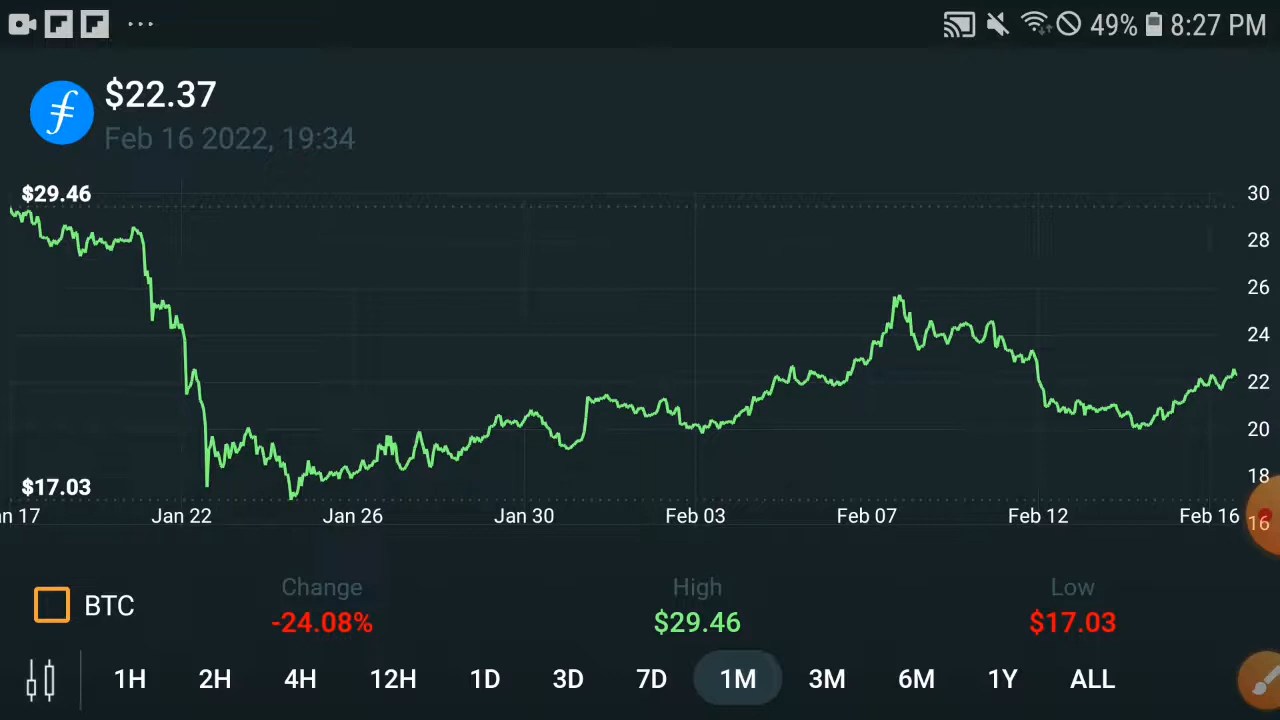 ... 49% 8:27 PM
$22.37
Feb 16 2022, 19:34
$29.46
30
28
26
24
22
20
18
16
$17.03
n 17 Jan 22 Jan 26 Jan 30 Feb 03 Feb 07 Feb 12 Feb 16
BTC
Change High Low
-24.08% $29.46 $17.03
1H 2H 4H 12H 1D 3D 7D 1M 3M 6M 1Y ALL